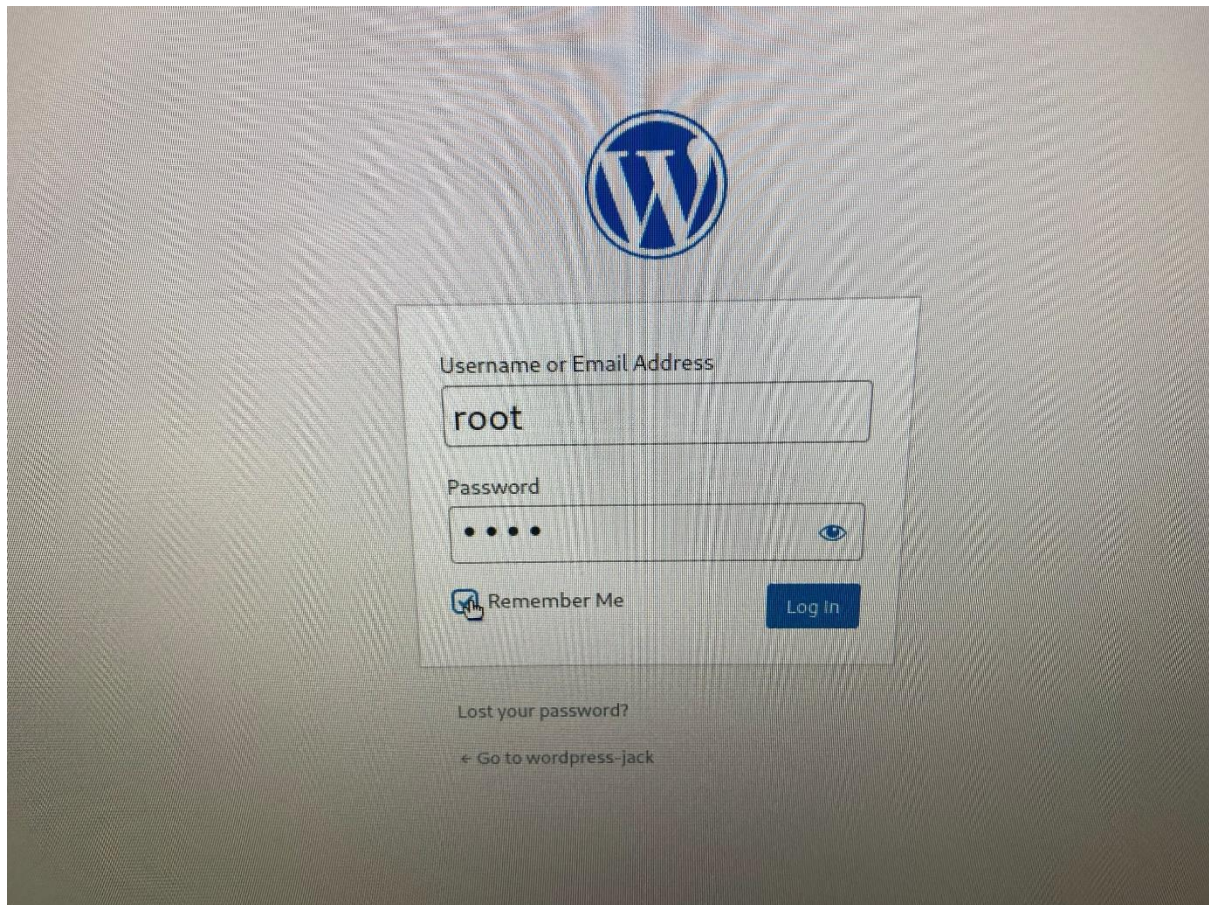 Username or Email Address
root
Password
Remember Me
Log In
Lost your password?
← Go to wordpress-jack